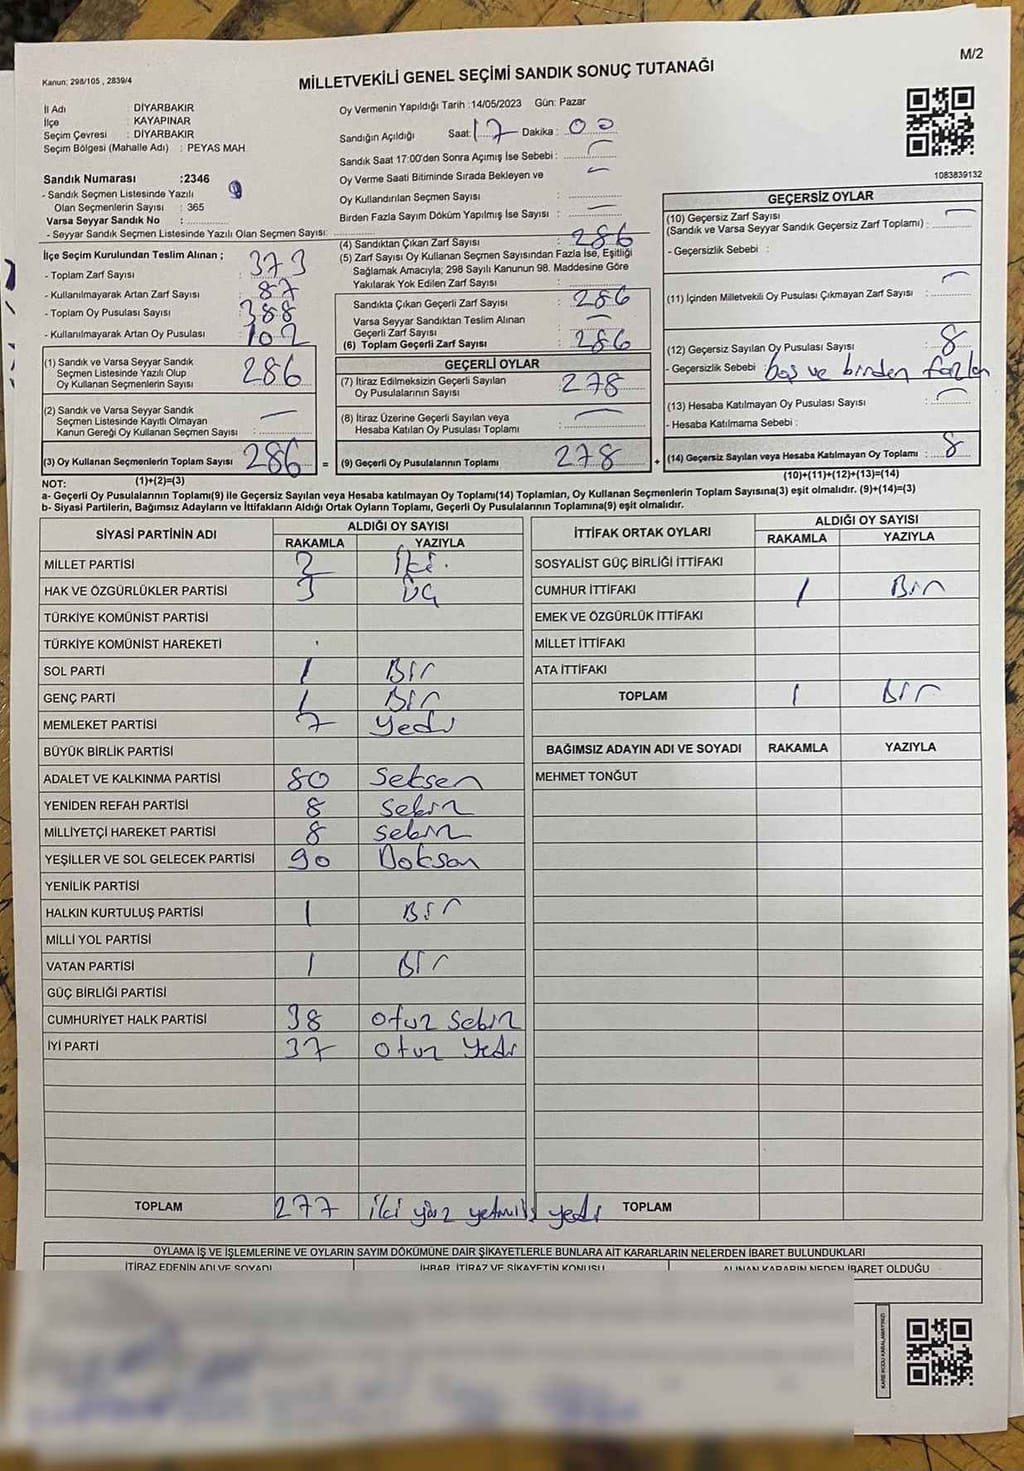 M/2
Kanun: 298/105 , 2839/4
MİLLETVEKİLİ GENEL SEÇİMİ SANDIK SONUÇ TUTANAĞI
İl Adı : DİYARBAKIR
İlçe : KAYAPINAR
Seçim Çevresi : DİYARBAKIR
Seçim Bölgesi (Mahalle Adı) : PEYAS MAH.
Sandık Numarası :2346
- Sandık Seçmen Listesinde Yazılı
Olan Seçmenlerin Sayısı : 365
Varsa Seyyar Sandık No :
- Seyyar Sandık Seçmen Listesinde Yazılı Olan Seçmen Sayısı:
Oy Vermenin Yapıldığı Tarih :14/05/2023 Gün: Pazar
Sandığın Açıldığı Saat: 17 Dakika : 00
Sandık Saat 17:00'den Sonra Açımış İse Sebebi :
Oy Verme Saati Bitiminde Sırada Bekleyen ve
Oy Kullandırılan Seçmen Sayısı :
Birden Fazla Sayım Döküm Yapılmış İse Sayısı :
1083839132
İlçe Seçim Kurulundan Teslim Alınan ;
- Toplam Zarf Sayısı : 373
- Kullanılmayarak Artan Zarf Sayısı : 87
- Toplam Oy Pusulası Sayısı : 388
- Kullanılmayarak Artan Oy Pusulası : 102
(1) Sandık ve Varsa Seyyar Sandık
Seçmen Listesinde Yazılı Olup
Oy Kullanan Seçmenlerin Sayısı : 286
(2) Sandık ve Varsa Seyyar Sandık
Seçmen Listesinde Kayıtlı Olmayan
Kanun Gereği Oy Kullanan Seçmen Sayısı : —
(3) Oy Kullanan Seçmenlerin Toplam Sayısı : 286 =
(4) Sandıktan Çıkan Zarf Sayısı : 286
(5) Zarf Sayısı Oy Kullanan Seçmen Sayısından Fazla İse, Eşitliği
Sağlamak Amacıyla; 298 Sayılı Kanunun 98. Maddesine Göre
Yakılarak Yok Edilen Zarf Sayısı :
Sandıkta Çıkan Geçerli Zarf Sayısı : 286
Varsa Seyyar Sandıktan Teslim Alınan
Geçerli Zarf Sayısı : —
(6) Toplam Geçerli Zarf Sayısı : 286
GEÇERLİ OYLAR
(7) İtiraz Edilmeksizin Geçerli Sayılan
Oy Pusulalarının Sayısı : 278
(8) İtiraz Üzerine Geçerli Sayılan veya
Hesaba Katılan Oy Pusulası Toplamı : —
(9) Geçerli Oy Pusulalarının Toplamı : 278 +
GEÇERSİZ OYLAR
(10) Geçersiz Zarf Sayısı
(Sandık ve Varsa Seyyar Sandık Geçersiz Zarf Toplamı) : —
- Geçersizlik Sebebi :
(11) İçinden Milletvekili Oy Pusulası Çıkmayan Zarf Sayısı : —
(12) Geçersiz Sayılan Oy Pusulası Sayısı : 8
- Geçersizlik Sebebi : boş ve birden fazla
(13) Hesaba Katılmayan Oy Pusulası Sayısı : —
- Hesaba Katılmama Sebebi :
(14) Geçersiz Sayılan veya Hesaba Katılmayan Oy Toplamı : 8
NOT: (1)+(2)=(3) (10)+(11)+(12)+(13)=(14)
a- Geçerli Oy Pusulalarının Toplamı(9) ile Geçersiz Sayılan veya Hesaba katılmayan Oy Toplamı(14) Toplamları, Oy Kullanan Seçmenlerin Toplam Sayısına(3) eşit olmalıdır. (9)+(14)=(3)
b- Siyasi Partilerin, Bağımsız Adayların ve İttifakların Aldığı Ortak Oyların Toplamı, Geçerli Oy Pusulalarının Toplamına(9) eşit olmalıdır.
SİYASİ PARTİNİN ADI ALDIĞI OY SAYISI
RAKAMLA YAZIYLA
MİLLET PARTİSİ 2 iki.
HAK VE ÖZGÜRLÜKLER PARTİSİ 3 üç
TÜRKİYE KOMÜNİST PARTİSİ
TÜRKİYE KOMÜNİST HAREKETİ
SOL PARTİ 1 Bir
GENÇ PARTİ 1 Bir
MEMLEKET PARTİSİ 7 yedi
BÜYÜK BİRLİK PARTİSİ
ADALET VE KALKINMA PARTİSİ 80 seksen
YENİDEN REFAH PARTİSİ 8 sekiz
MİLLİYETÇİ HAREKET PARTİSİ 8 sekiz
YEŞİLLER VE SOL GELECEK PARTİSİ 90 Doksan
YENİLİK PARTİSİ
HALKIN KURTULUŞ PARTİSİ 1 Bir
MİLLİ YOL PARTİSİ
VATAN PARTİSİ 1 Bir
GÜÇ BİRLİĞİ PARTİSİ
CUMHURİYET HALK PARTİSİ 38 otuz sekiz
İYİ PARTİ 37 otuz yedi
TOPLAM 277 iki yüz yetmiş yedi
İTTİFAK ORTAK OYLARI ALDIĞI OY SAYISI
RAKAMLA YAZIYLA
SOSYALİST GÜÇ BİRLİĞİ İTTİFAKI
CUMHUR İTTİFAKI 1 Bir
EMEK VE ÖZGÜRLÜK İTTİFAKI
MİLLET İTTİFAKI
ATA İTTİFAKI
TOPLAM 1 Bir
BAĞIMSIZ ADAYIN ADI VE SOYADI RAKAMLA YAZIYLA
MEHMET TONĞUT
TOPLAM
OYLAMA İŞ VE İŞLEMLERİNE VE OYLARIN SAYIM DÖKÜMÜNE DAİR ŞİKAYETLERLE BUNLARA AİT KARARLARIN NELERDEN İBARET BULUNDUKLARI
İTİRAZ EDENİN ADI VE SOYADI İHBAR, İTİRAZ VE ŞİKAYETİN KONUSU ALINAN KARARIN NEDEN İBARET OLDUĞU
KARE KODU KARALAMAYINIZ!